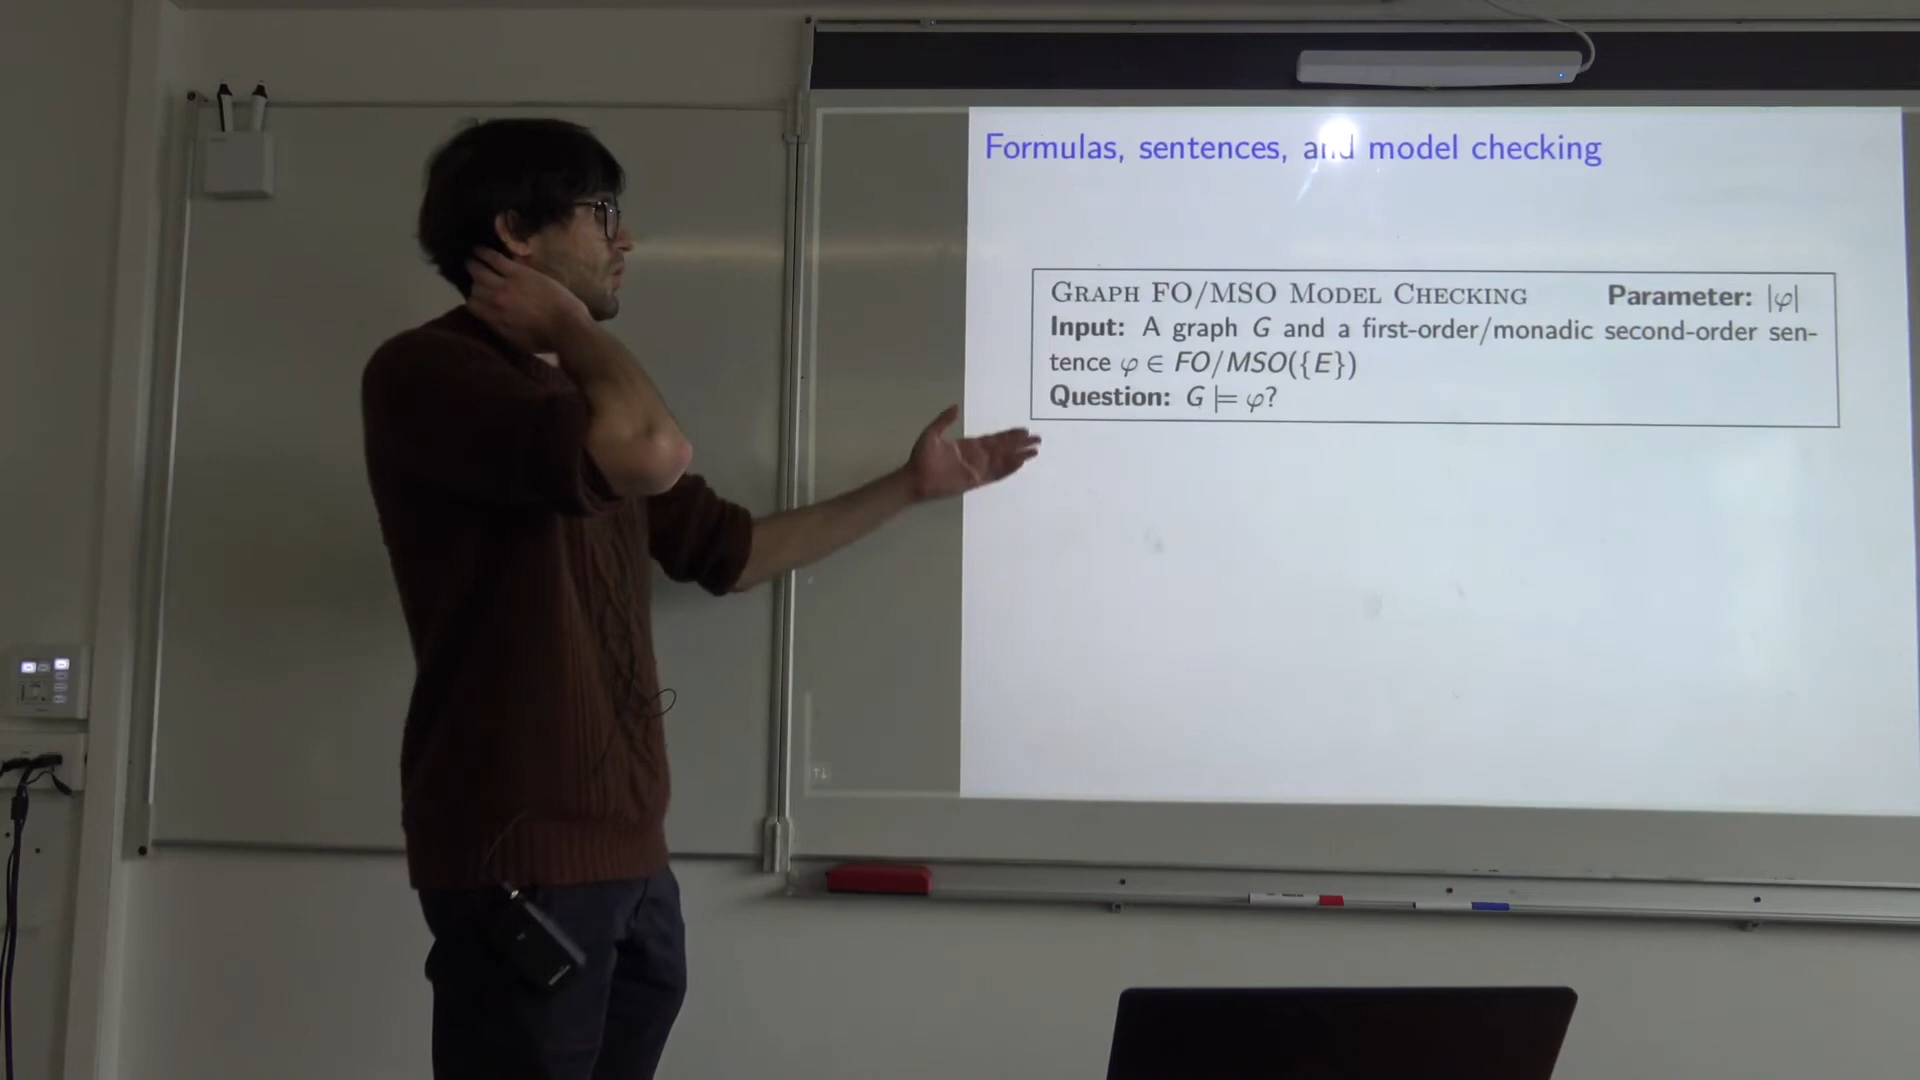 Formulas, sentences, and model checking
GRAPH FO/MSO MODEL CHECKING Parameter: |φ|
Input: A graph G and a first-order/monadic second-order sen-
tence φ ∈ FO/MSO({E})
Question: G ⊨ φ?